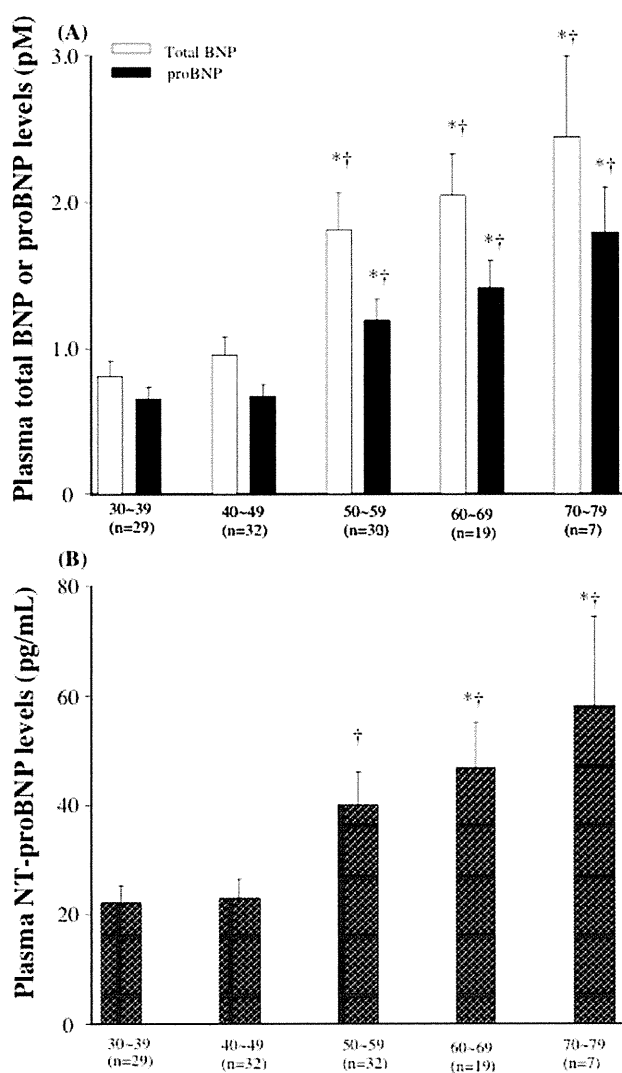 (A)
Total BNP
proBNP
Plasma total BNP or proBNP levels (pM)
3.0
2.0
1.0
0
*†
*†
*†
*†
*†
*†
30~39
(n=29)
40~49
(n=32)
50~59
(n=30)
60~69
(n=19)
70~79
(n=7)
(B)
Plasma NT-proBNP levels (pg/mL)
80
60
40
20
0
†
*†
*†
30~39
(n=29)
40~49
(n=32)
50~59
(n=32)
60~69
(n=19)
70~79
(n=7)